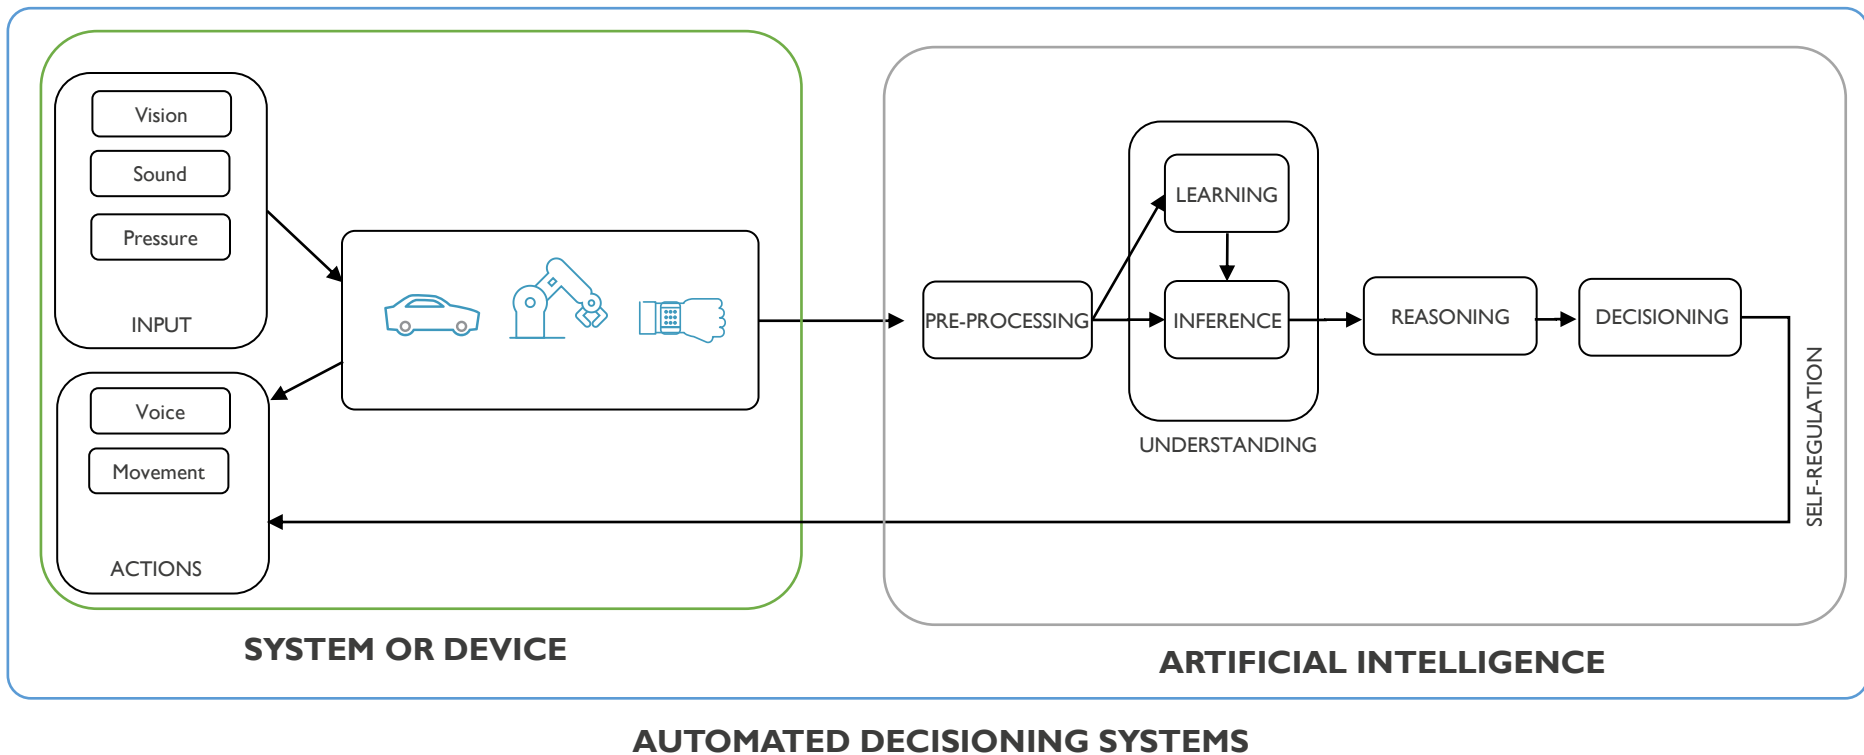 Vision
Sound
Pressure
INPUT
Voice
Movement
ACTIONS
SYSTEM OR DEVICE
PRE-PROCESSING
LEARNING
INFERENCE
UNDERSTANDING
REASONING
DECISIONING
SELF-REGULATION
ARTIFICIAL INTELLIGENCE
AUTOMATED DECISIONING SYSTEMS